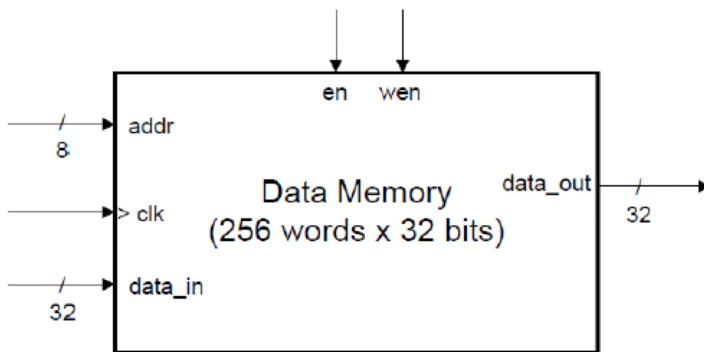 en wen
addr
8
data_out
Data Memory
32
> clk
(256 words x 32 bits)
data_in
32